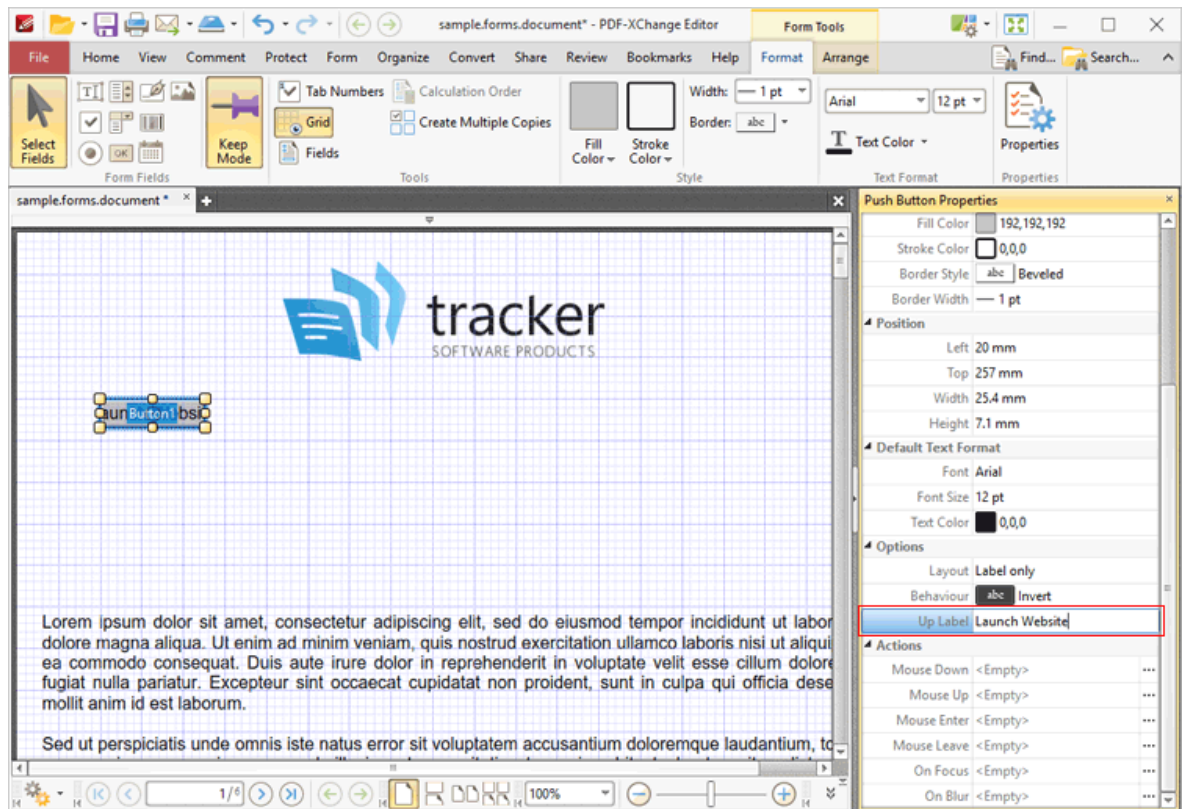 sample.forms.document* - PDF-XChange Editor
Form Tools
File Home View Comment Protect Form Organize Convert Share Review Bookmarks Help Format Arrange Find... Search...
Select Fields
OK
Form Fields
Keep Mode
Tab Numbers
Grid
Fields
Calculation Order
Create Multiple Copies
Tools
Fill Color
Stroke Color
Width: 1 pt
Border: abc
Style
Arial 12 pt
T Text Color
Text Format
Properties
Properties
sample.forms.document *
tracker
SOFTWARE PRODUCTS
aun Button1 bsi
Lorem ipsum dolor sit amet, consectetur adipiscing elit, sed do eiusmod tempor incididunt ut labor
dolore magna aliqua. Ut enim ad minim veniam, quis nostrud exercitation ullamco laboris nisi ut aliqui
ea commodo consequat. Duis aute irure dolor in reprehenderit in voluptate velit esse cillum dolore
fugiat nulla pariatur. Excepteur sint occaecat cupidatat non proident, sunt in culpa qui officia dese
mollit anim id est laborum.
Sed ut perspiciatis unde omnis iste natus error sit voluptatem accusantium doloremque laudantium, to
1/6
100%
Push Button Properties
Fill Color 192,192,192
Stroke Color 0,0,0
Border Style abc Beveled
Border Width 1 pt
Position
Left 20 mm
Top 257 mm
Width 25.4 mm
Height 7.1 mm
Default Text Format
Font Arial
Font Size 12 pt
Text Color 0,0,0
Options
Layout Label only
Behaviour abc Invert
Up Label Launch Website
Actions
Mouse Down <Empty> ...
Mouse Up <Empty> ...
Mouse Enter <Empty> ...
Mouse Leave <Empty> ...
On Focus <Empty> ...
On Blur <Empty> ...